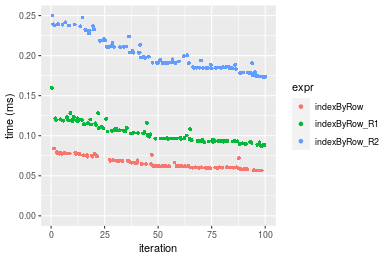 0.25
0.20
0.15
0.10
0.05
0.00
time (ms)
0 25 50 75 100
iteration
expr
indexByRow
indexByRow_R1
indexByRow_R2